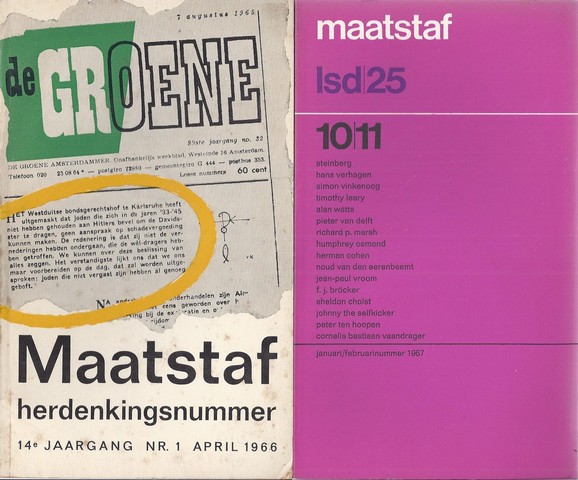 7 augustus 1965
de GROENE
89ste jaargang no. 32
DE GROENE AMSTERDAMMER. Onafhankelijk weekblad, Westeinde 16 Amsterdam.
Telefoon 020 23 08 64 * — postgiro 72880 — gemeentegiro G 444 — postbus 353.
Losse nummers 60 cent
HET Westduitse bondsgerechtshof te Karlsruhe heeft
uitgemaakt dat joden die zich in de jaren '33-'45
niet hebben gehouden aan Hitlers bevel om de Davids-
ster te dragen, geen aanspraak op schadevergoeding
kunnen maken. De redenering is dat zij niet de ver-
nederingen hebben ondergaan, die de wél-dragers heb-
ben getroffen. We kunnen over deze beslissing van
alles zeggen. Het verstandigste lijkt ons dat we ons
maar voorbereiden op de dag, dat zal worden uitge-
sproken: joden die niet vergast zijn hebben al genoeg
geboft.
Maatstaf
herdenkingsnummer
14e JAARGANG NR. 1 APRIL 1966
maatstaf
lsd|25
10|11
steinberg
hans verhagen
simon vinkenoog
timothy leary
alan watts
pieter van delft
richard p. marsh
humphrey osmond
herman cohen
noud van den eerenbeemt
jean-paul vroom
f. j. bröcker
sheldon cholst
johnny the selfkicker
peter ten hoopen
cornelis bastiaan vaandrager
januari/februarinummer 1967